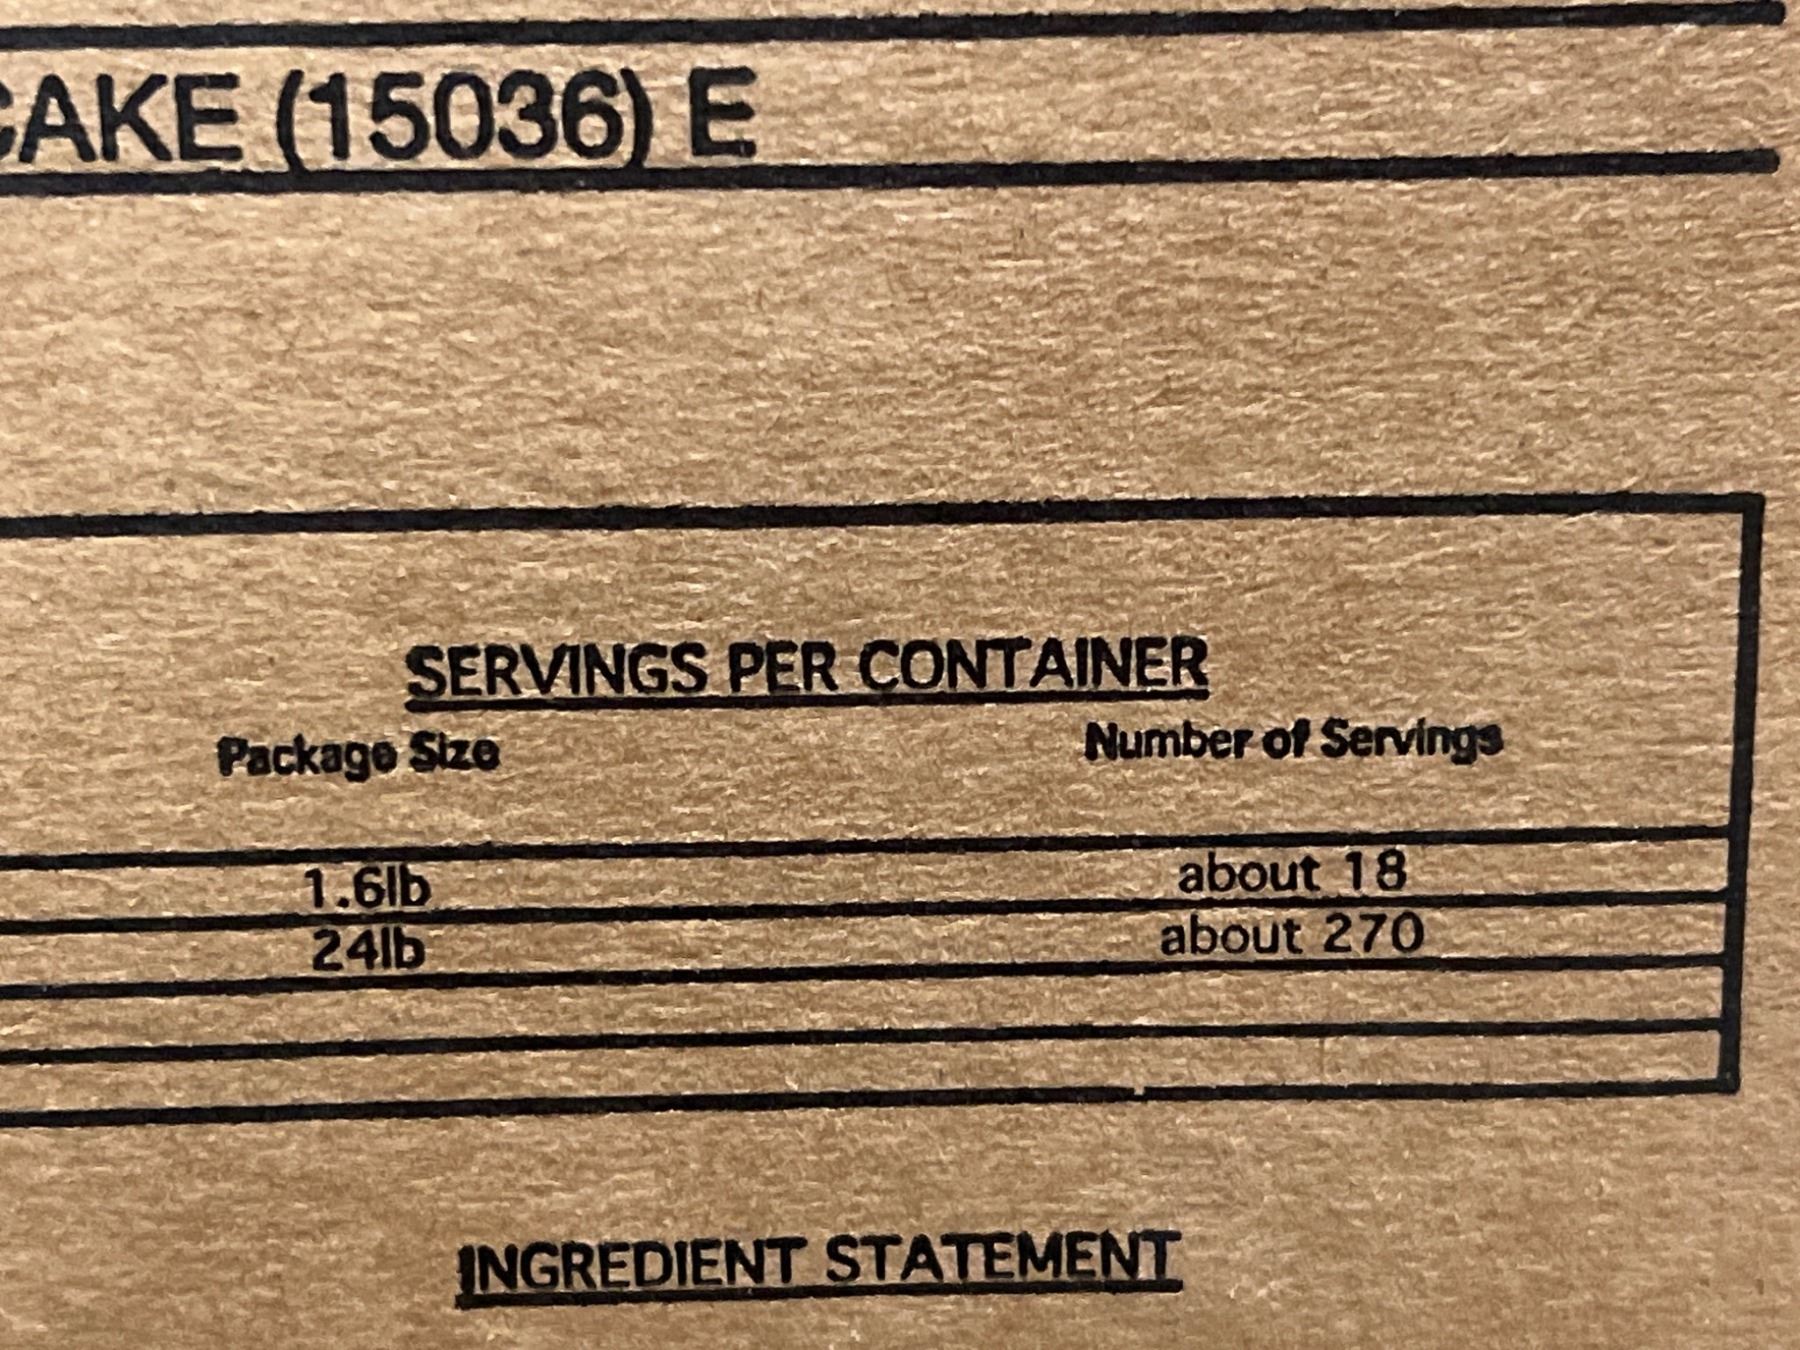 CAKE (15036) E
SERVINGS PER CONTAINER
Package Size Number of Servings
1.6lb about 18
24lb about 270
INGREDIENT STATEMENT